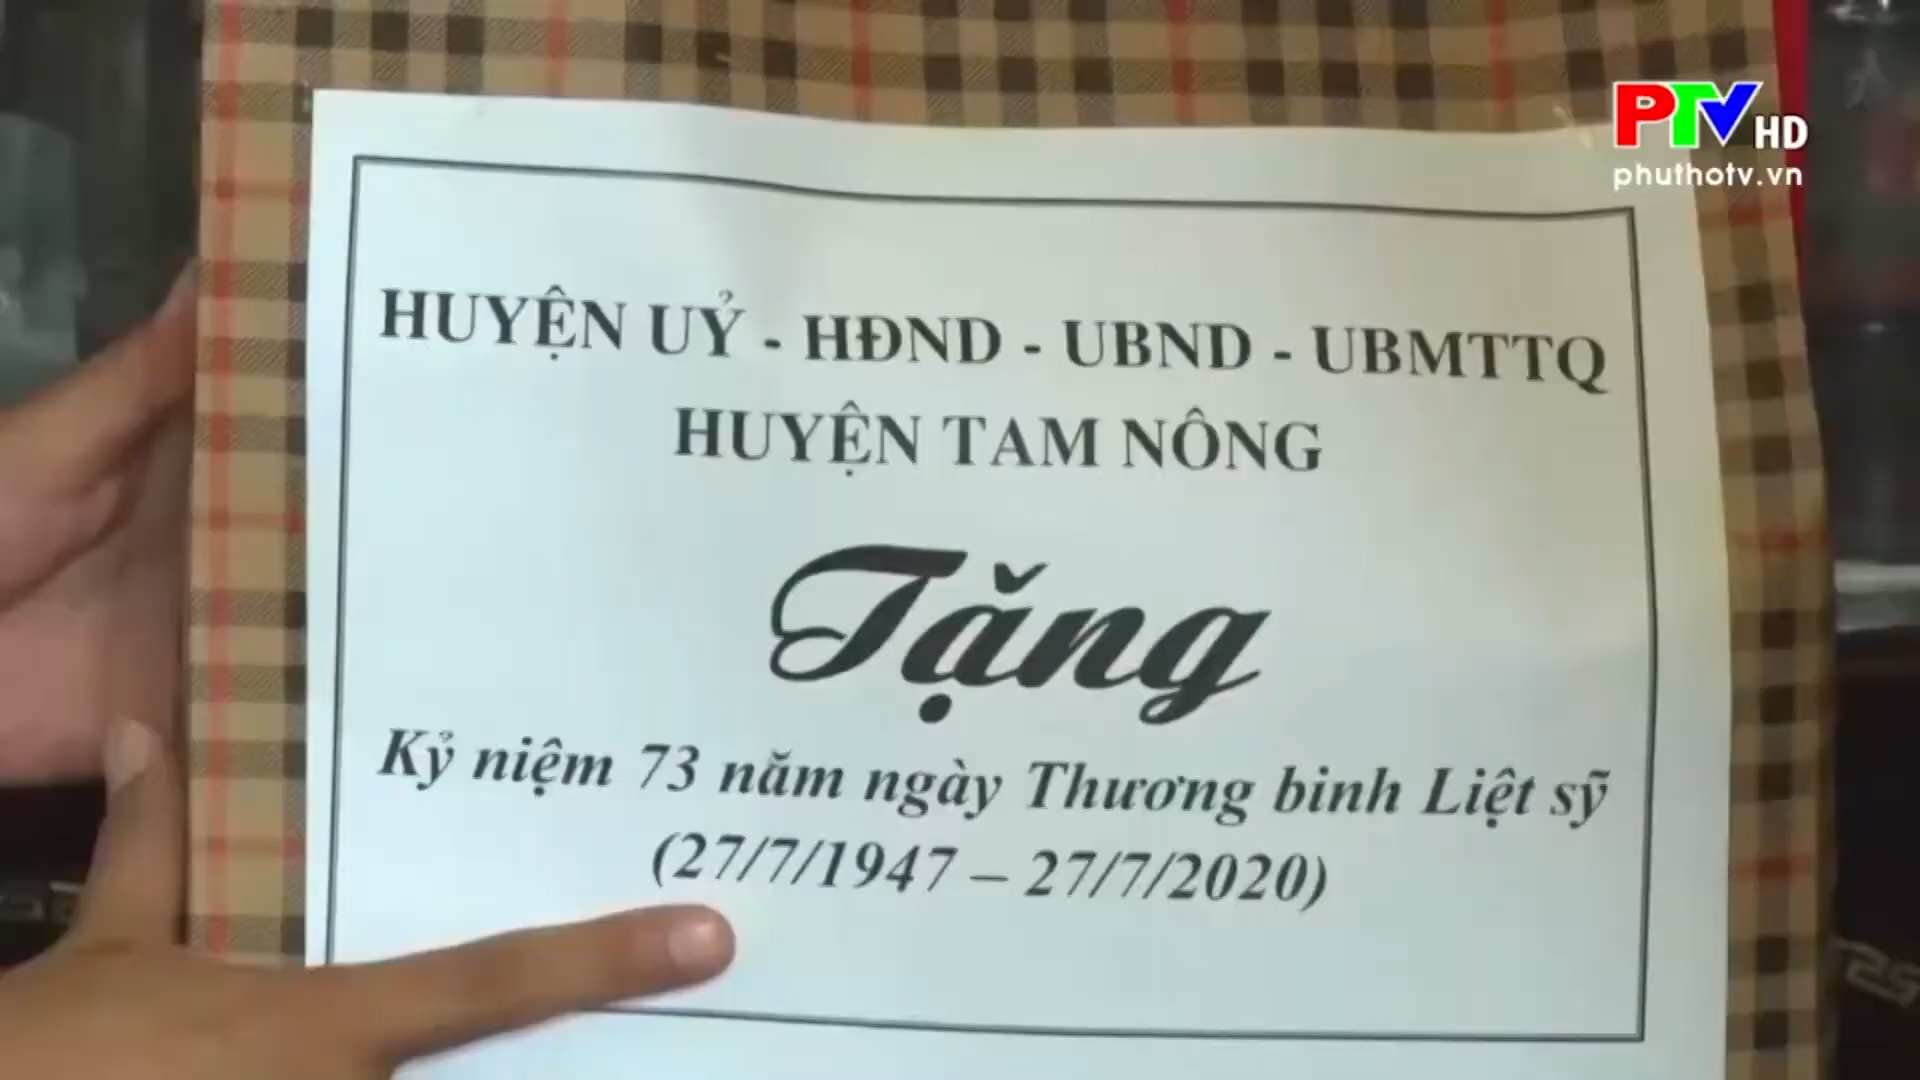 PTV HD
phuthotv.vn
HUYỆN UỶ - HĐND - UBND - UBMTTQ
HUYỆN TAM NÔNG
Tặng
Kỷ niệm 73 năm ngày Thương binh Liệt sỹ
(27/7/1947 – 27/7/2020)